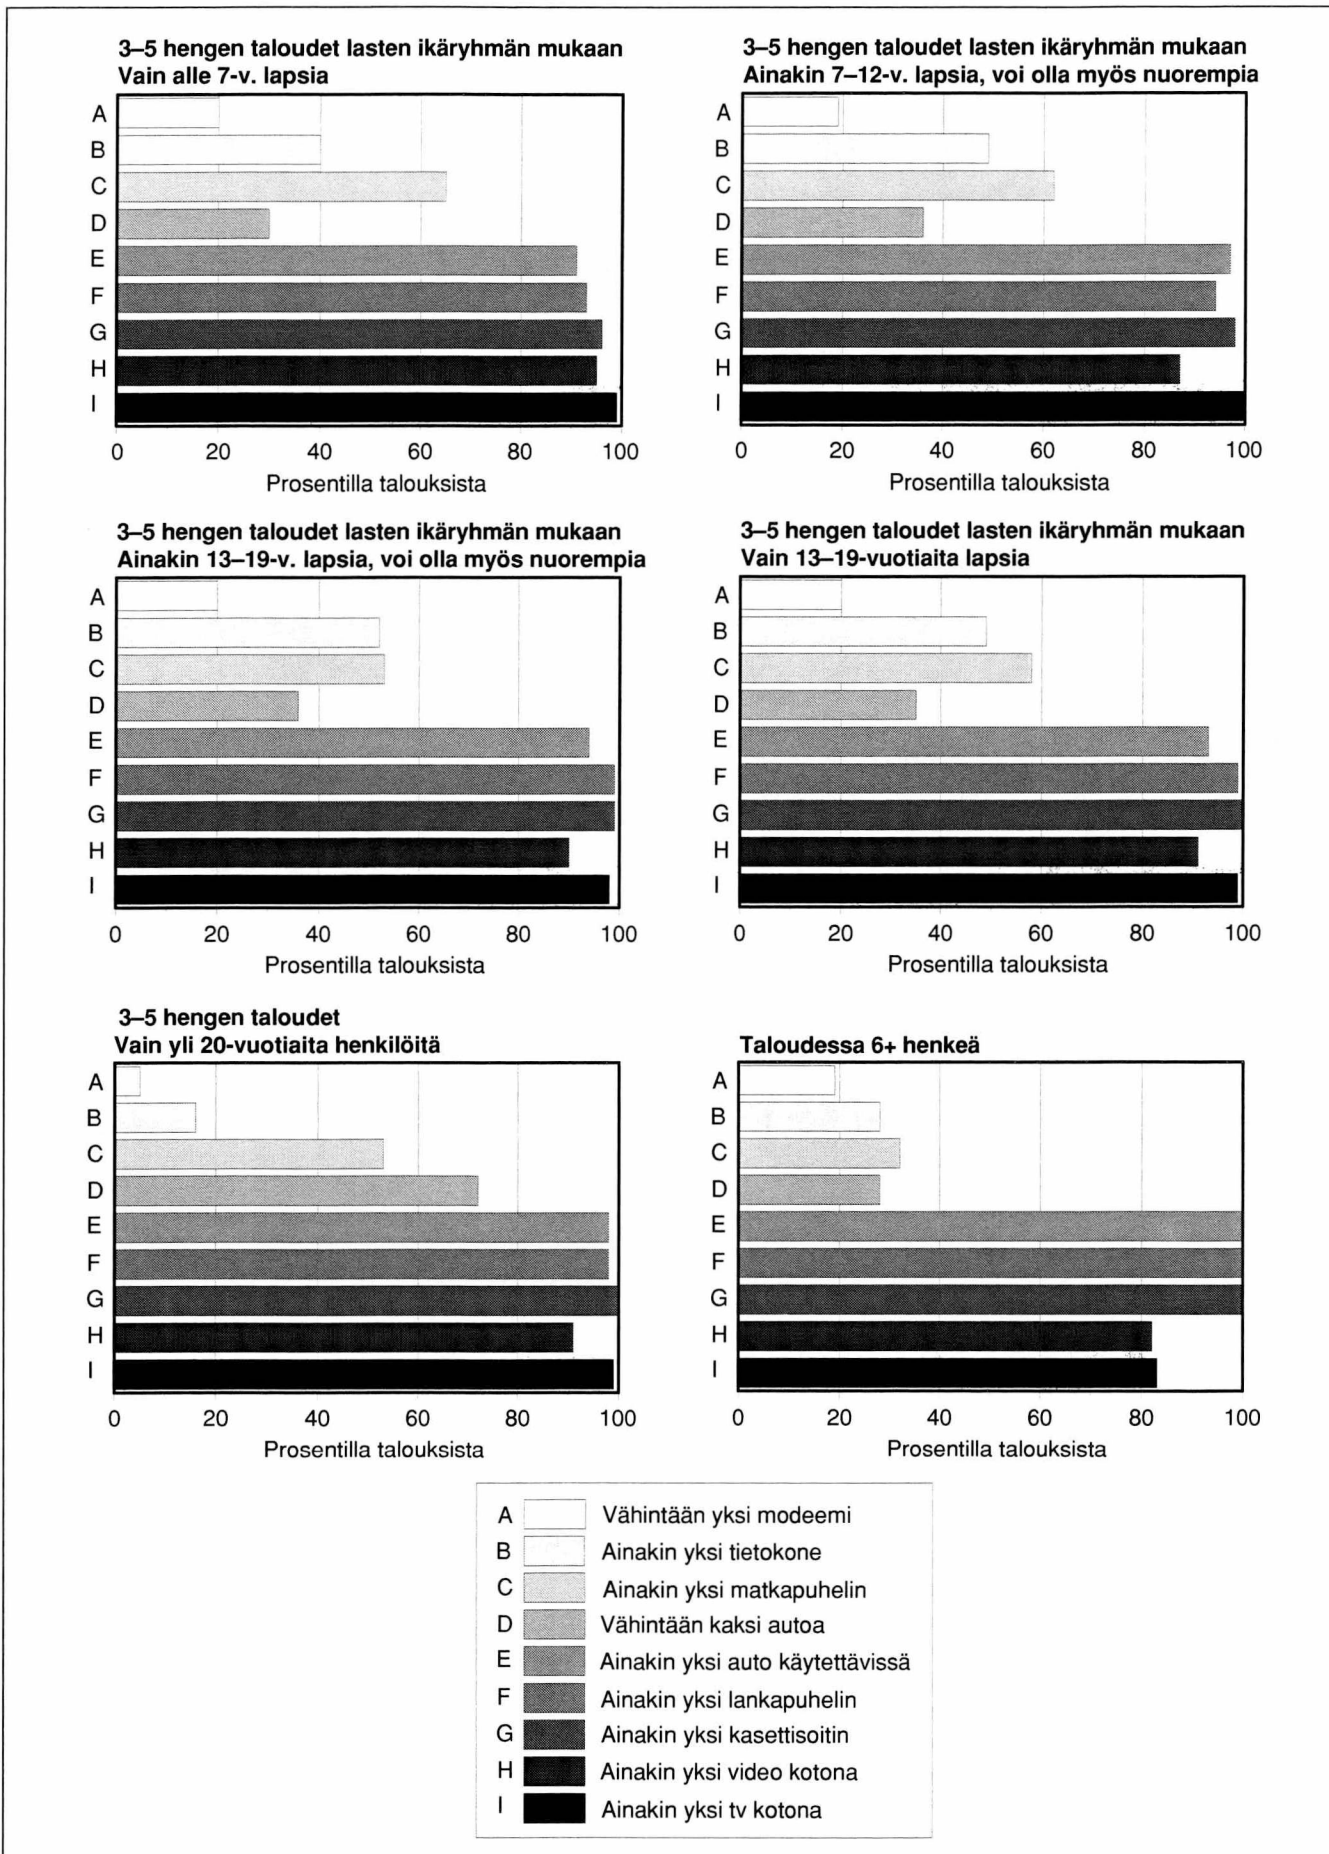 3–5 hengen taloudet lasten ikäryhmän mukaan
Vain alle 7-v. lapsia
A
B
C
D
E
F
G
H
I
0 20 40 60 80 100
Prosentilla talouksista
3–5 hengen taloudet lasten ikäryhmän mukaan
Ainakin 7–12-v. lapsia, voi olla myös nuorempia
A
B
C
D
E
F
G
H
I
0 20 40 60 80 100
Prosentilla talouksista
3–5 hengen taloudet lasten ikäryhmän mukaan
Ainakin 13–19-v. lapsia, voi olla myös nuorempia
A
B
C
D
E
F
G
H
I
0 20 40 60 80 100
Prosentilla talouksista
3–5 hengen taloudet lasten ikäryhmän mukaan
Vain 13–19-vuotiaita lapsia
A
B
C
D
E
F
G
H
I
0 20 40 60 80 100
Prosentilla talouksista
3–5 hengen taloudet
Vain yli 20-vuotiaita henkilöitä
A
B
C
D
E
F
G
H
I
0 20 40 60 80 100
Prosentilla talouksista
Taloudessa 6+ henkeä
A
B
C
D
E
F
G
H
I
0 20 40 60 80 100
Prosentilla talouksista
A Vähintään yksi modeemi
B Ainakin yksi tietokone
C Ainakin yksi matkapuhelin
D Vähintään kaksi autoa
E Ainakin yksi auto käytettävissä
F Ainakin yksi lankapuhelin
G Ainakin yksi kasettisoitin
H Ainakin yksi video kotona
I Ainakin yksi tv kotona